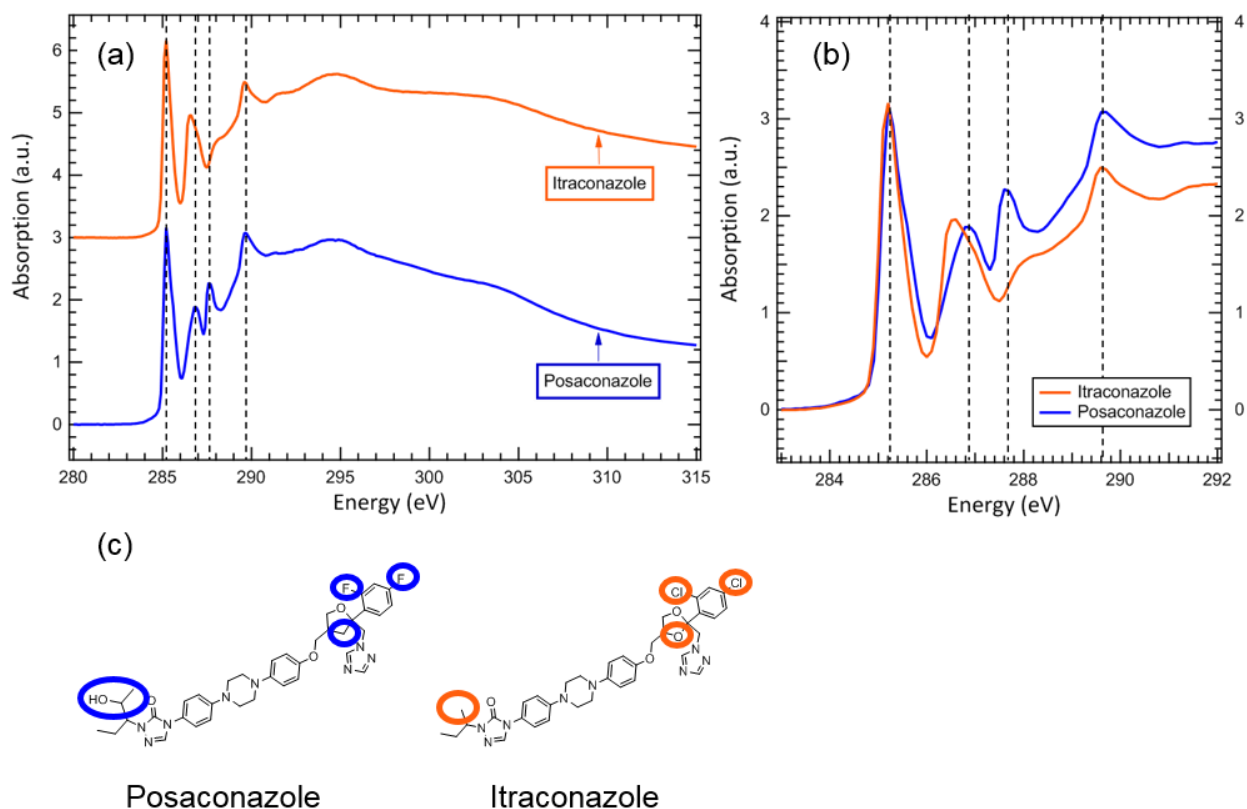 (a)
6
5
4
3
2
1
0
Absorption (a.u.)
Itraconazole
Posaconazole
280 285 290 295 300 305 310 315
Energy (eV)
(b)
4
3
2
1
0
Absorption (a.u.)
4
3
2
1
0
Itraconazole
Posaconazole
284 286 288 290 292
Energy (eV)
(c)
F F
O
O
N
N N
N N
HO O
N N
N
Posaconazole
Cl Cl
O
O
O
N
N N
N N
O
N N
N
Itraconazole